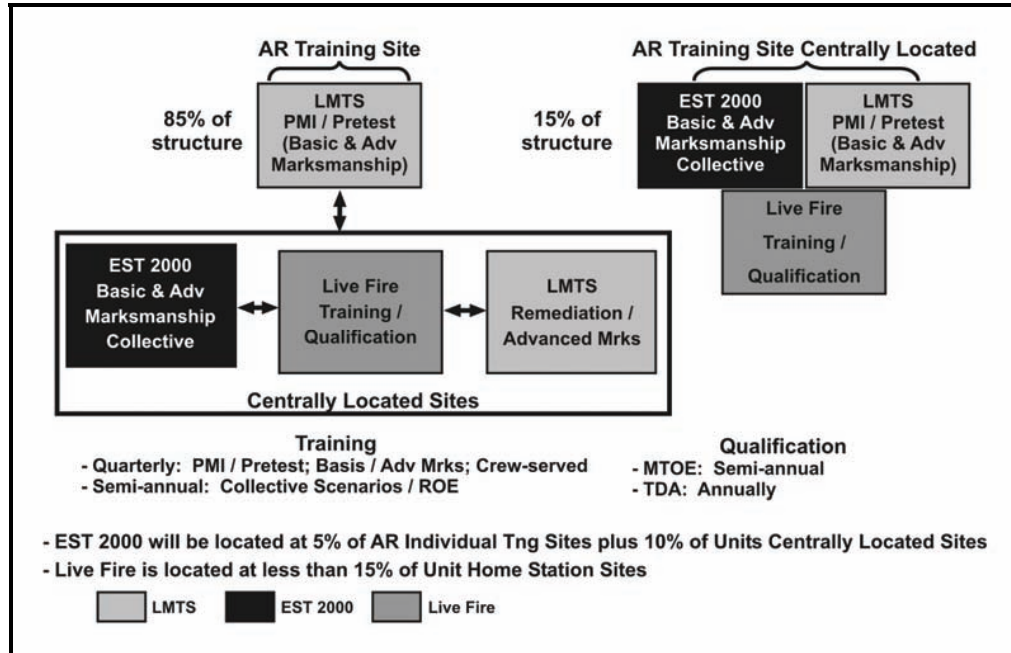 AR Training Site
85% of
structure
LMTS
PMI / Pretest
(Basic & Adv
Marksmanship)
AR Training Site Centrally Located
15% of
structure
EST 2000
Basic & Adv
Marksmanship
Collective
LMTS
PMI / Pretest
(Basic & Adv
Marksmanship)
Live Fire
Training /
Qualification
EST 2000
Basic & Adv
Marksmanship
Collective
Live Fire
Training /
Qualification
LMTS
Remediation /
Advanced Mrks
Centrally Located Sites
Training
- Quarterly: PMI / Pretest; Basis / Adv Mrks; Crew-served
- Semi-annual: Collective Scenarios / ROE
Qualification
- MTOE: Semi-annual
- TDA: Annually
- EST 2000 will be located at 5% of AR Individual Tng Sites plus 10% of Units Centrally Located Sites
- Live Fire is located at less than 15% of Unit Home Station Sites
LMTS
EST 2000
Live Fire